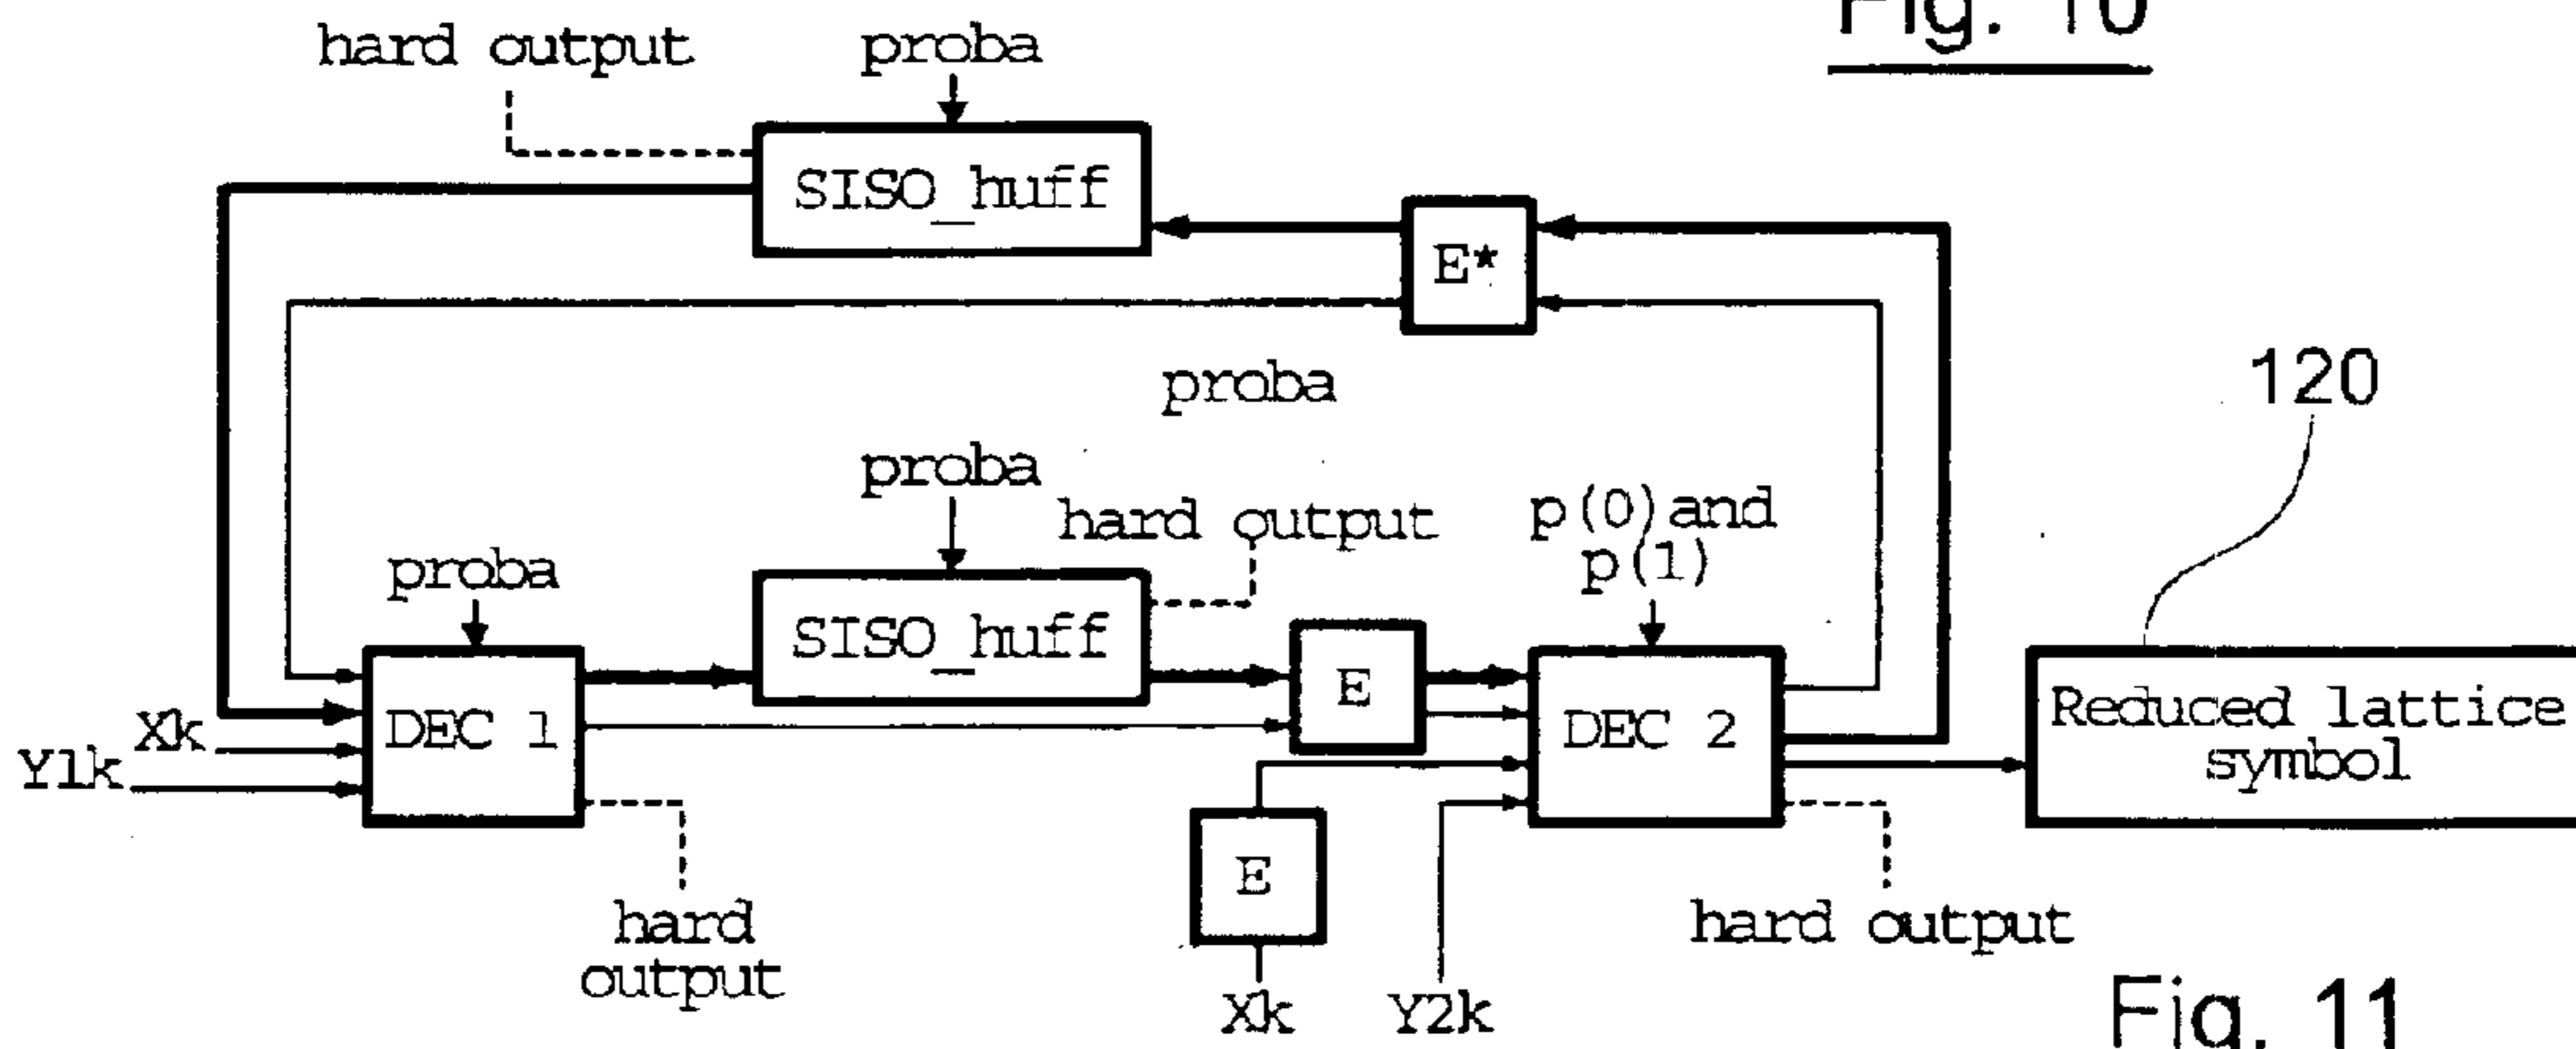 Fig. 10
hard output
proba
SISO_huff
E*
proba
120
proba
hard output
p(0)and
p(1)
proba
SISO_huff
E
DEC 1
DEC 2
Reduced lattice
symbol
Xk
Y1k
E
hard
output
hard output
Xk
Y2k
Fig. 11